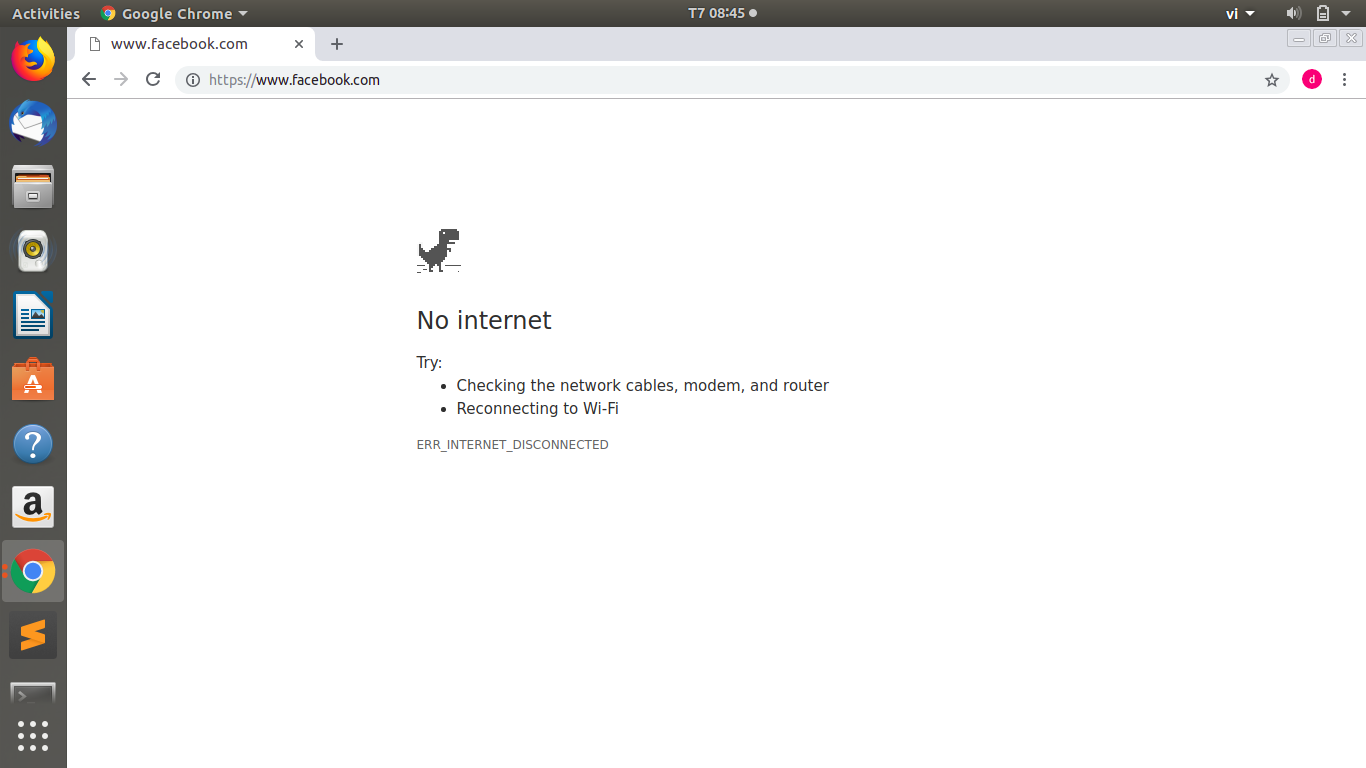 Activities Google Chrome T7 08:45 vi
www.facebook.com
https://www.facebook.com d
No internet
Try:
Checking the network cables, modem, and router
Reconnecting to Wi-Fi
ERR_INTERNET_DISCONNECTED
?
a
>_